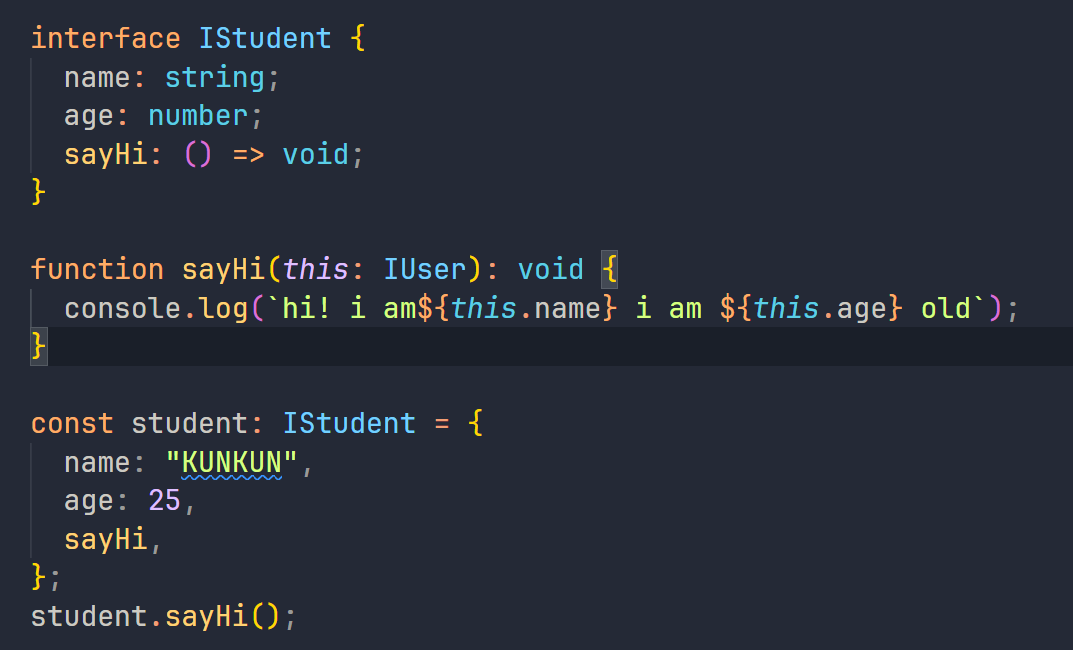 interface IStudent {
  name: string;
  age: number;
  sayHi: () => void;
}
function sayHi(this: IUser): void {
  console.log(`hi! i am${this.name} i am ${this.age} old`);
}
const student: IStudent = {
  name: "KUNKUN",
  age: 25,
  sayHi,
};
student.sayHi();